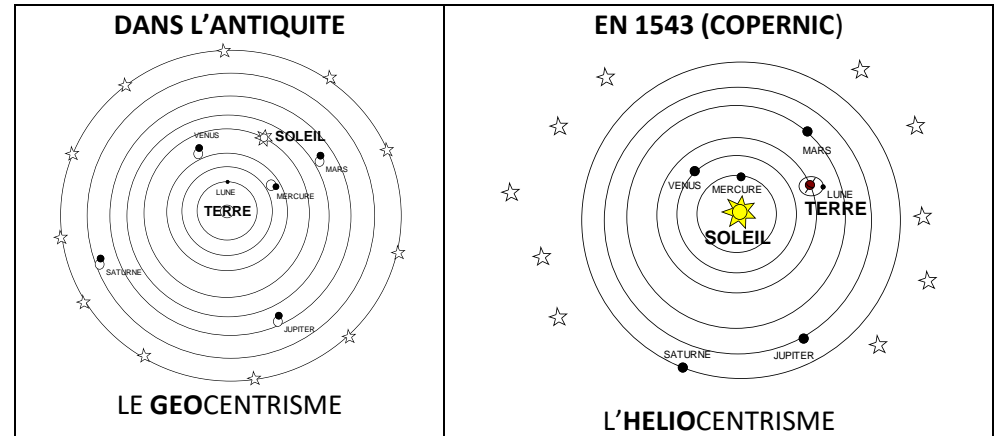 DANS L'ANTIQUITE
VENUS
SOLEIL
MARS
LUNE
MERCURE
TERRE
SATURNE
JUPITER
LE GEOCENTRISME
EN 1543 (COPERNIC)
MARS
VENUS
MERCURE
LUNE
TERRE
SOLEIL
SATURNE
JUPITER
L'HELIOCENTRISME